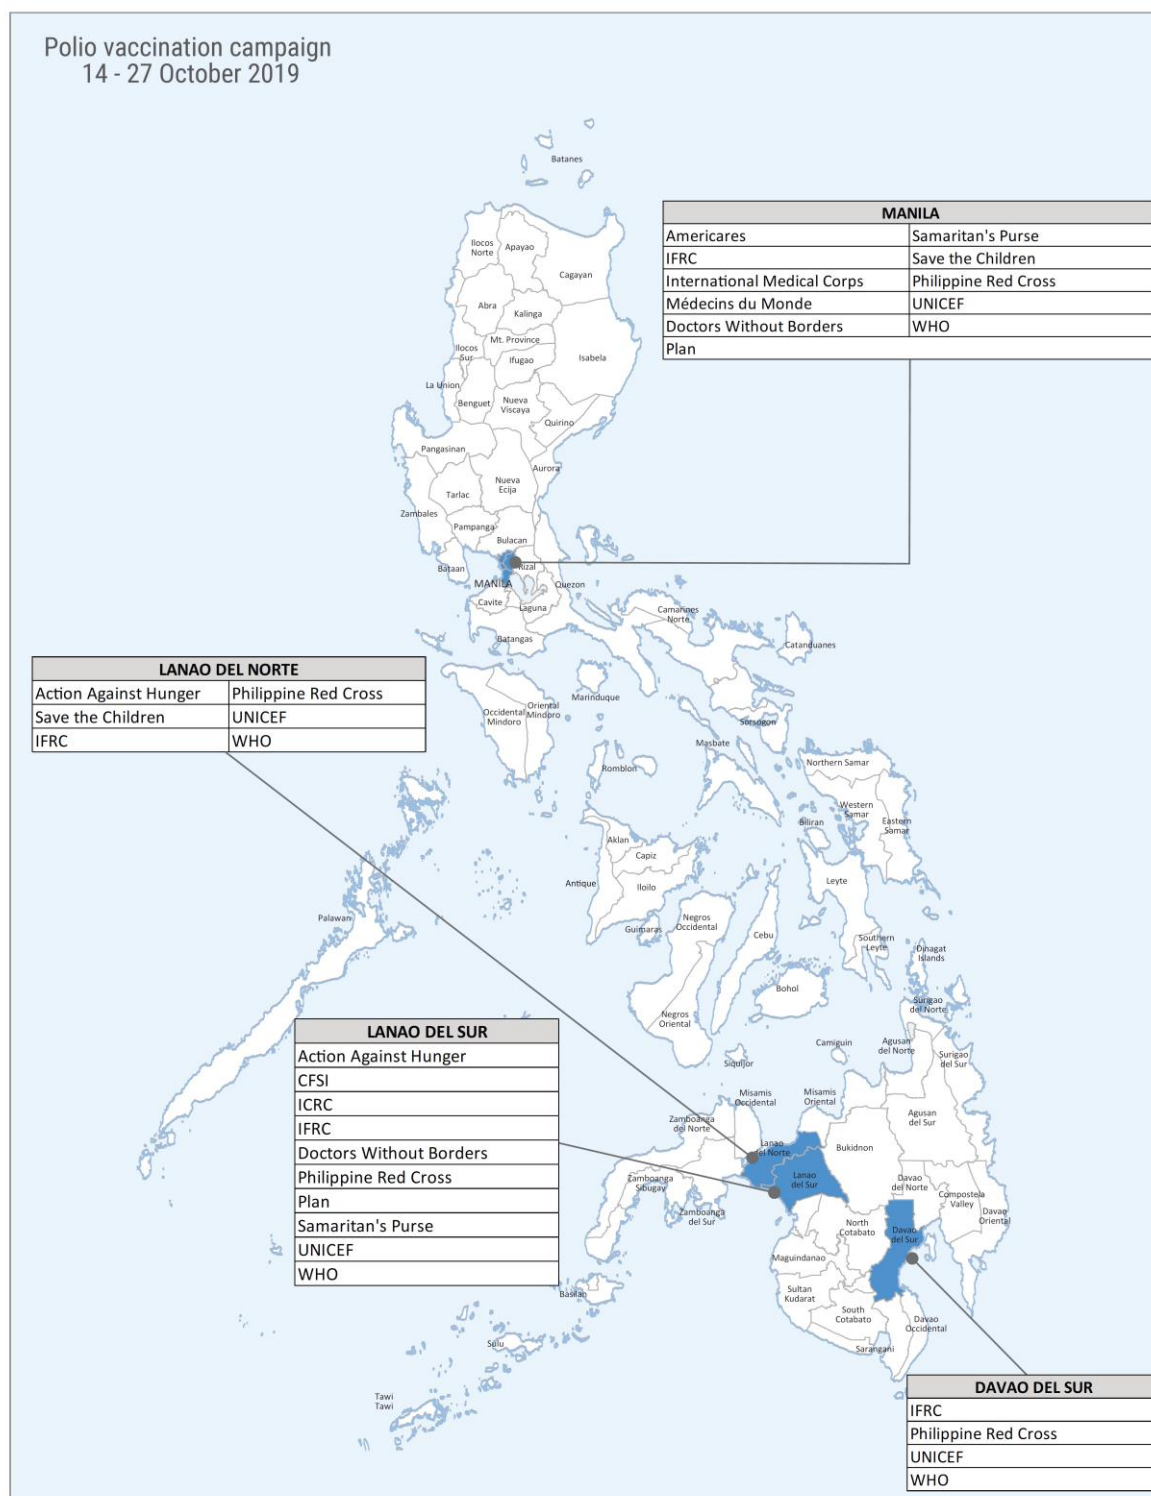 Polio vaccination campaign
14 - 27 October 2019
Batanes
MANILA
Americares Samaritan's Purse
IFRC Save the Children
International Medical Corps Philippine Red Cross
Médecins du Monde UNICEF
Doctors Without Borders WHO
Plan
Ilocos
Norte
Apayao
Cagayan
Abra
Kalinga
Mt. Province
Ilocos
Sur
Ifugao
Isabela
La Union
Benguet
Nueva
Viscaya
Quirino
Pangasinan
Aurora
Nueva
Ecija
Tarlac
Zambales
Pampanga
Bulacan
Bataan
Rizal
MANILA
Quezon
Cavite
Laguna
Batangas
Camarines
Norte
Catanduanes
LANAO DEL NORTE
Action Against Hunger Philippine Red Cross
Save the Children UNICEF
IFRC WHO
Marinduque
Occidental
Mindoro
Oriental
Mindoro
Sorsogon
Masbate
Romblon
Northern Samar
Western
Samar
Eastern
Samar
Biliran
Aklan
Capiz
Antique
Iloilo
Leyte
Palawan
Guimaras
Negros
Occidental
Cebu
Southern
Leyte
Dinagat
Islands
Bohol
Surigao
del Norte
Negros
Oriental
LANAO DEL SUR
Action Against Hunger
CFSI
ICRC
IFRC
Doctors Without Borders
Philippine Red Cross
Plan
Samaritan's Purse
UNICEF
WHO
Siquijor
Camiguin
Agusan
del Norte
Surigao
del Sur
Misamis
Occidental
Misamis
Oriental
Zamboanga
del Norte
Agusan
del Sur
Lanao
del Norte
Bukidnon
Lanao
del Sur
Zamboanga
Sibugay
Davao
del Norte
Compostela
Valley
Zamboanga
del Sur
Davao
Oriental
North
Cotabato
Davao
del Sur
Maguindanao
Sultan
Kudarat
Basilan
South
Cotabato
Davao
Occidental
Sulu
Sarangani
Tawi
Tawi
DAVAO DEL SUR
IFRC
Philippine Red Cross
UNICEF
WHO